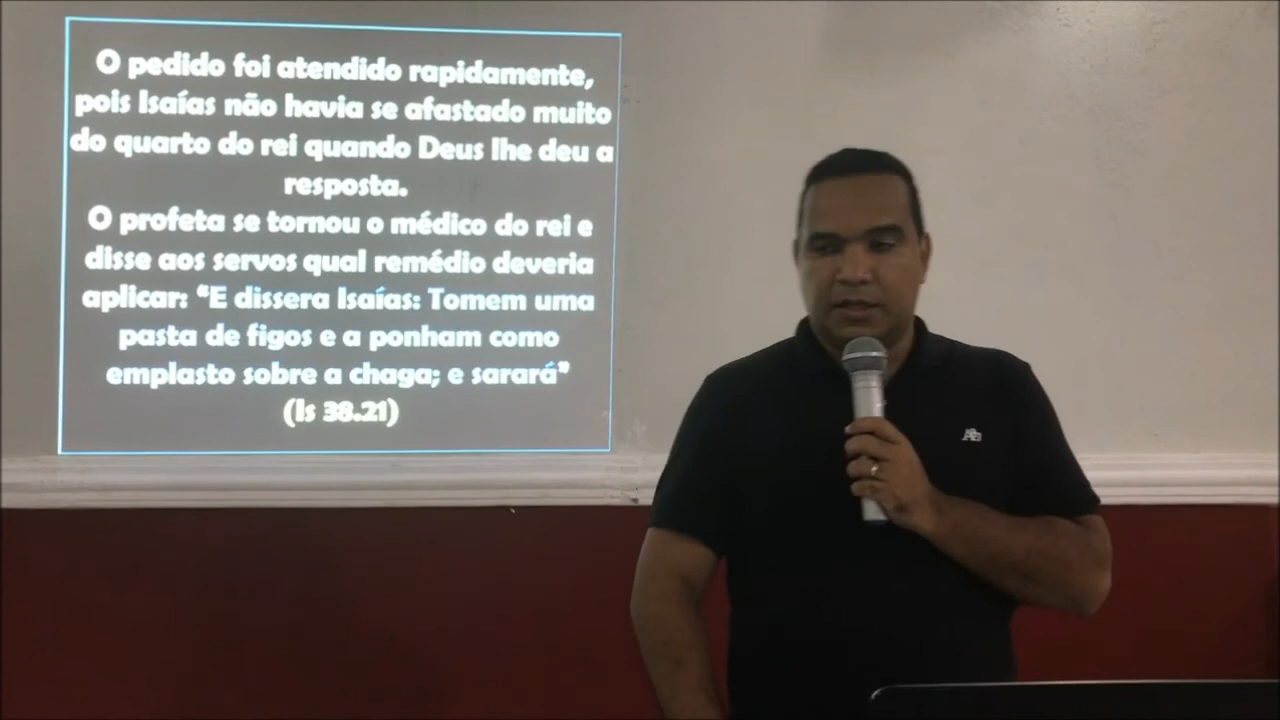 O pedido foi atendido rapidamente,
pois Isaías não havia se afastado muito
do quarto do rei quando Deus lhe deu a
resposta.
O profeta se tornou o médico do rei e
disse aos servos qual remédio deveria
aplicar: “E dissera Isaías: Tomem uma
pasta de figos e a ponham como
emplasto sobre a chaga; e sarará”
(Is 38.21)